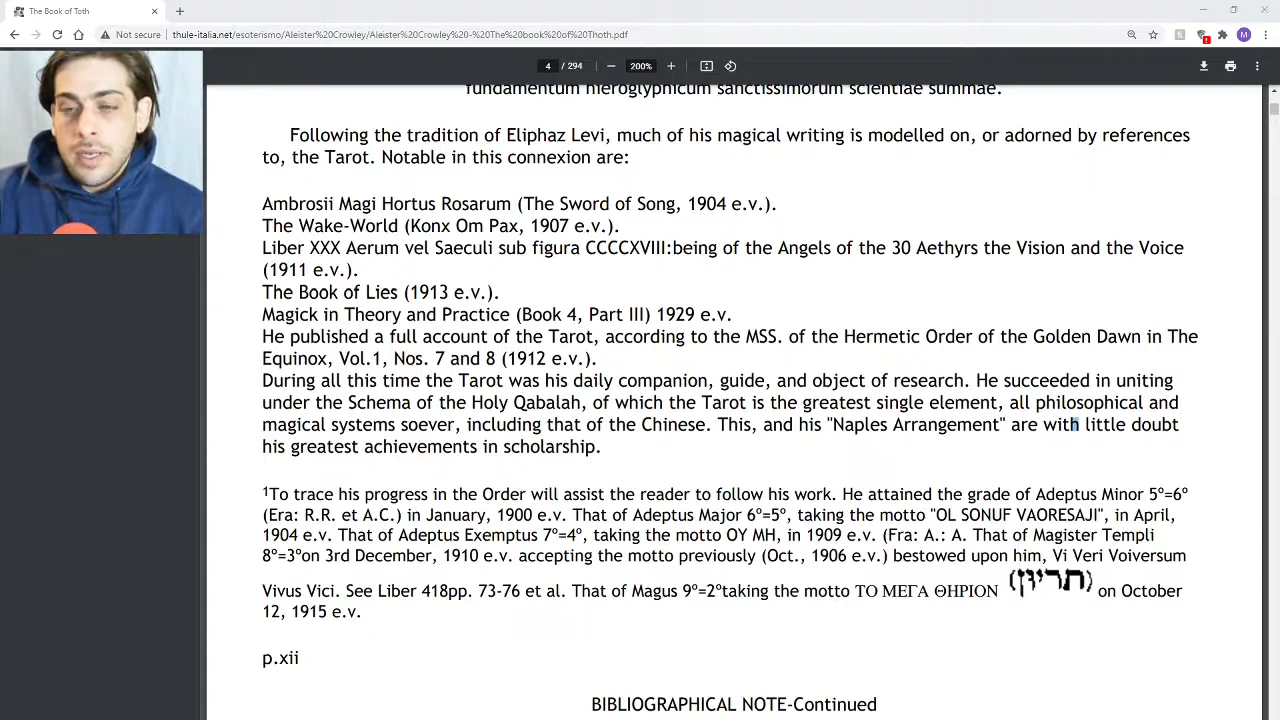 The Book of Toth
Not secure
thule-italia.net/esoterismo/Aleister%20Crowley/Aleister%20Crowley%20-%20The%20book%20of%20Thoth.pdf
M
4 / 294
200%
fundamentum hieroglyphicum sanctissimorum scientiae summae.
Following the tradition of Eliphaz Levi, much of his magical writing is modelled on, or adorned by references
to, the Tarot. Notable in this connexion are:
Ambrosii Magi Hortus Rosarum (The Sword of Song, 1904 e.v.).
The Wake-World (Konx Om Pax, 1907 e.v.).
Liber XXX Aerum vel Saeculi sub figura CCCCXVIII:being of the Angels of the 30 Aethyrs the Vision and the Voice
(1911 e.v.).
The Book of Lies (1913 e.v.).
Magick in Theory and Practice (Book 4, Part III) 1929 e.v.
He published a full account of the Tarot, according to the MSS. of the Hermetic Order of the Golden Dawn in The
Equinox, Vol.1, Nos. 7 and 8 (1912 e.v.).
During all this time the Tarot was his daily companion, guide, and object of research. He succeeded in uniting
under the Schema of the Holy Qabalah, of which the Tarot is the greatest single element, all philosophical and
magical systems soever, including that of the Chinese. This, and his "Naples Arrangement" are with little doubt
his greatest achievements in scholarship.
¹To trace his progress in the Order will assist the reader to follow his work. He attained the grade of Adeptus Minor 5º=6º
(Era: R.R. et A.C.) in January, 1900 e.v. That of Adeptus Major 6º=5º, taking the motto "OL SONUF VAORESAJI", in April,
1904 e.v. That of Adeptus Exemptus 7º=4º, taking the motto OY MH, in 1909 e.v. (Fra: A.: A. That of Magister Templi
8º=3ºon 3rd December, 1910 e.v. accepting the motto previously (Oct., 1906 e.v.) bestowed upon him, Vi Veri Voiversum
Vivus Vici. See Liber 418pp. 73-76 et al. That of Magus 9º=2ºtaking the motto ΤΟ ΜΕΓΑ ΘΗΡΙΟΝ (תריון) on October
12, 1915 e.v.
p.xii
BIBLIOGRAPHICAL NOTE-Continued